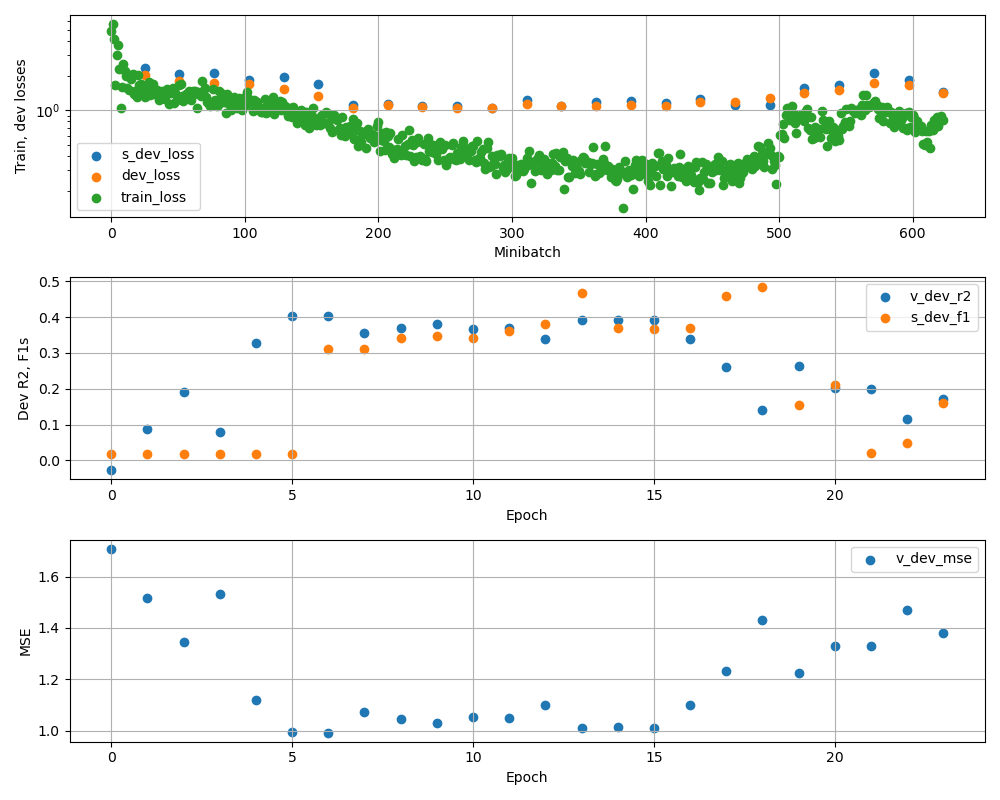 Train, dev losses
10⁰
s_dev_loss
dev_loss
train_loss
0 100 200 300 400 500 600
Minibatch
Dev R2, F1s
0.5
0.4
0.3
0.2
0.1
0.0
v_dev_r2
s_dev_f1
0 5 10 15 20
Epoch
MSE
1.6
1.4
1.2
1.0
v_dev_mse
0 5 10 15 20
Epoch